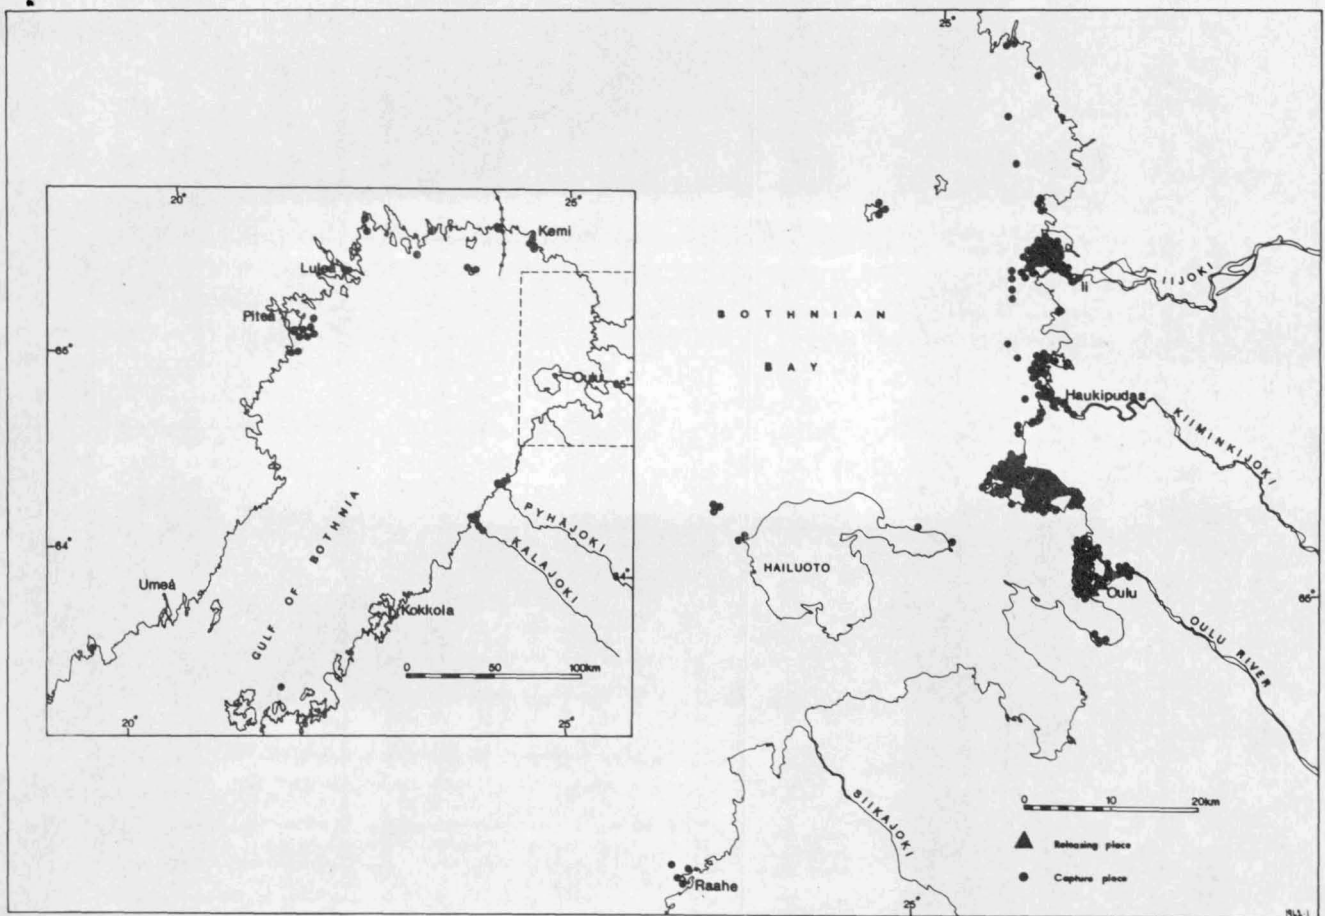 25°
20°
25°
Kemi
Luleå
Piteå
65°
Oulu
65°
GULF OF BOTHNIA
PYHÄJOKI
KALAJOKI
64°
64°
Umeå
Kokkola
0 50 100km
20°
25°
BOTHNIAN
BAY
Ii
IIJOKI
Haukipudas
KIIMINKIJOKI
HAILUOTO
Oulu
65°
OULU RIVER
SIIKAJOKI
0 10 20km
Releasing place
Capture place
Raahe
25°